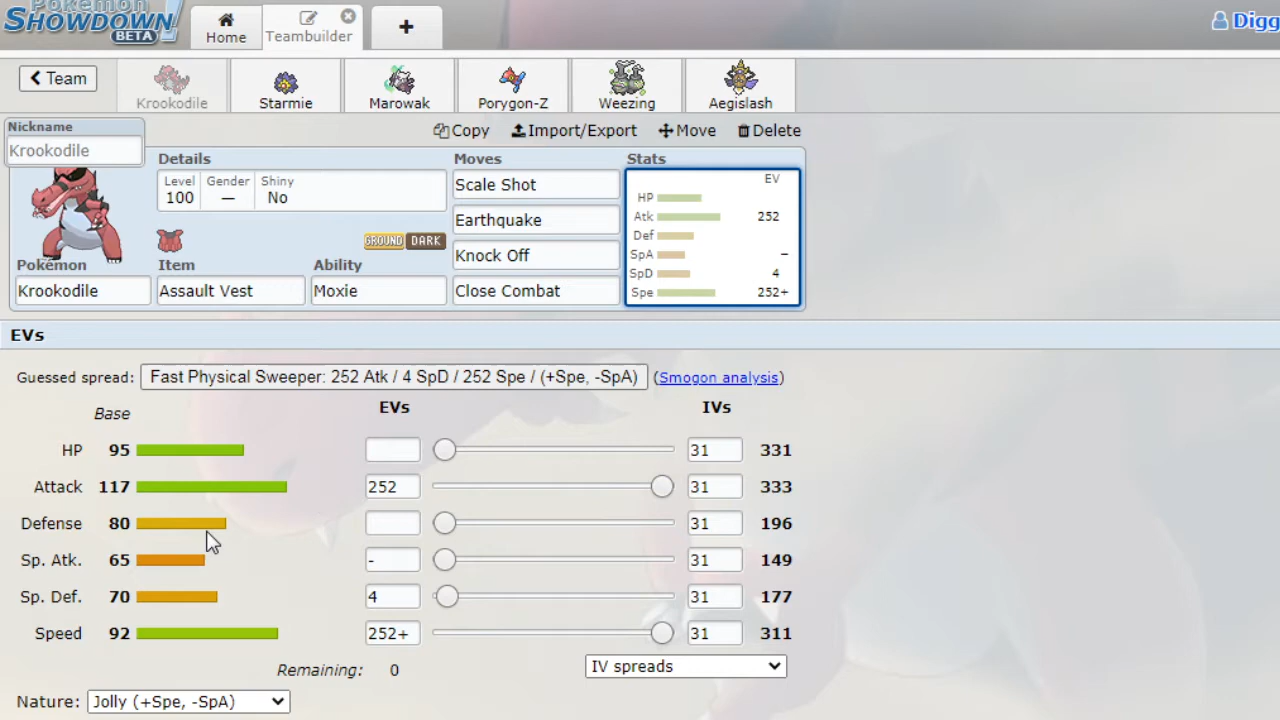 Pokémon
SHOWDOWN!
BETA
Home
Teambuilder
+
Digg
Team
Krookodile
Starmie
Marowak
Porygon-Z
Weezing
Aegislash
Nickname
Krookodile
Copy
Import/Export
Move
Delete
Details
Level
100
Gender
—
Shiny
No
GROUND DARK
Pokémon
Krookodile
Item
Assault Vest
Ability
Moxie
Moves
Scale Shot
Earthquake
Knock Off
Close Combat
Stats
EV
HP
Atk 252
Def
SpA –
SpD 4
Spe 252+
EVs
Guessed spread: Fast Physical Sweeper: 252 Atk / 4 SpD / 252 Spe / (+Spe, -SpA) (Smogon analysis)
Base EVs IVs
HP 95 31 331
Attack 117 252 31 333
Defense 80 31 196
Sp. Atk. 65 - 31 149
Sp. Def. 70 4 31 177
Speed 92 252+ 31 311
Remaining: 0
IV spreads
Nature: Jolly (+Spe, -SpA)